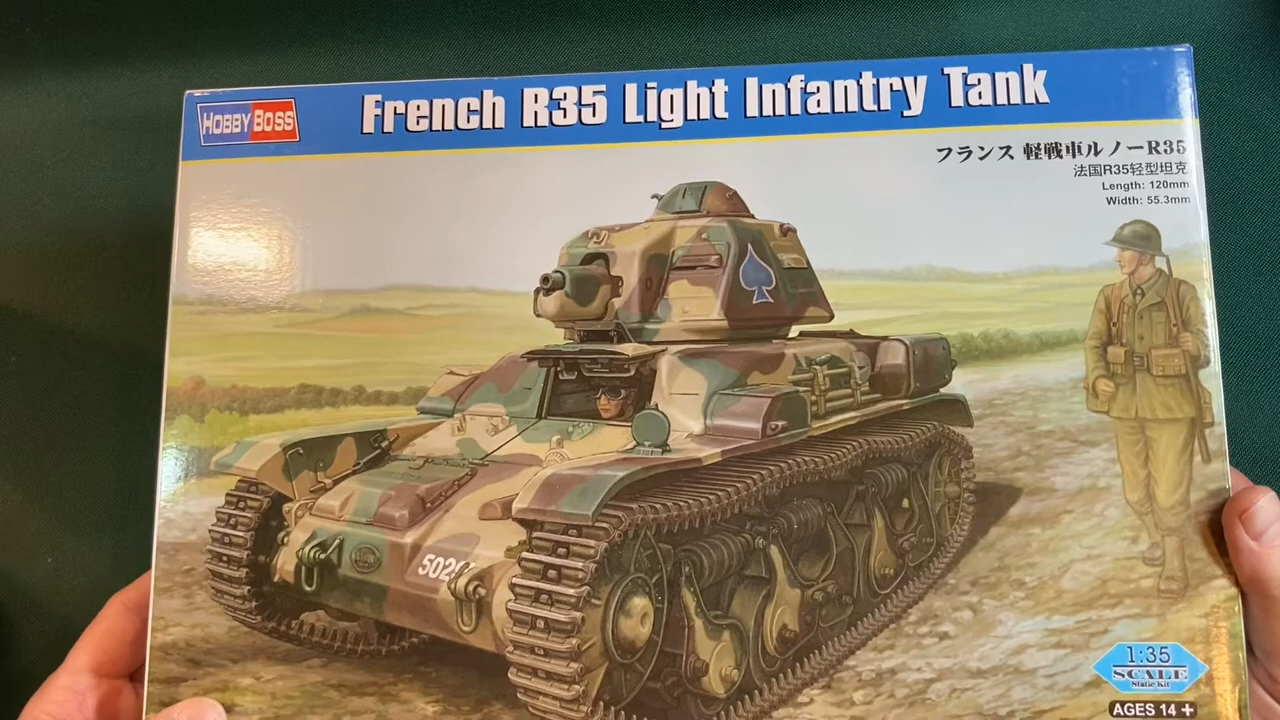 HOBBY BOSS
French R35 Light Infantry Tank
フランス 軽戦車ルノーR35
法国R35轻型坦克
Length: 120mm
Width: 55.3mm
1:35
SCALE
Static Kit
AGES 14 +